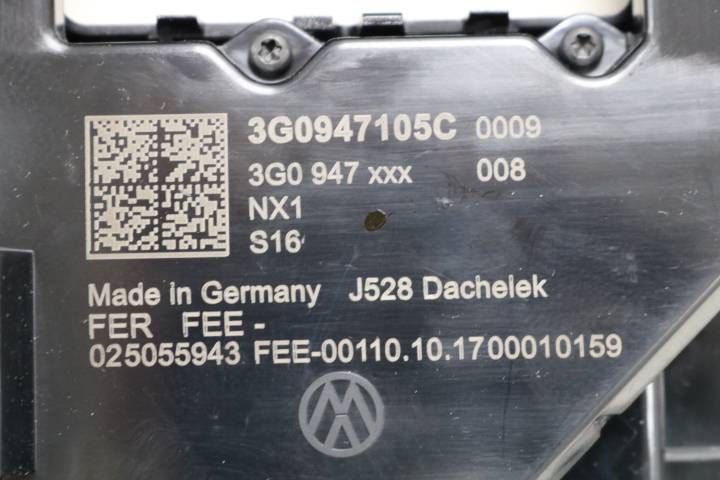 3G0947105C 0009
3G0 947 xxx 008
NX1
S16
Made in Germany J528 Dachelek
FER FEE -
025055943 FEE-00110.10.1700010159